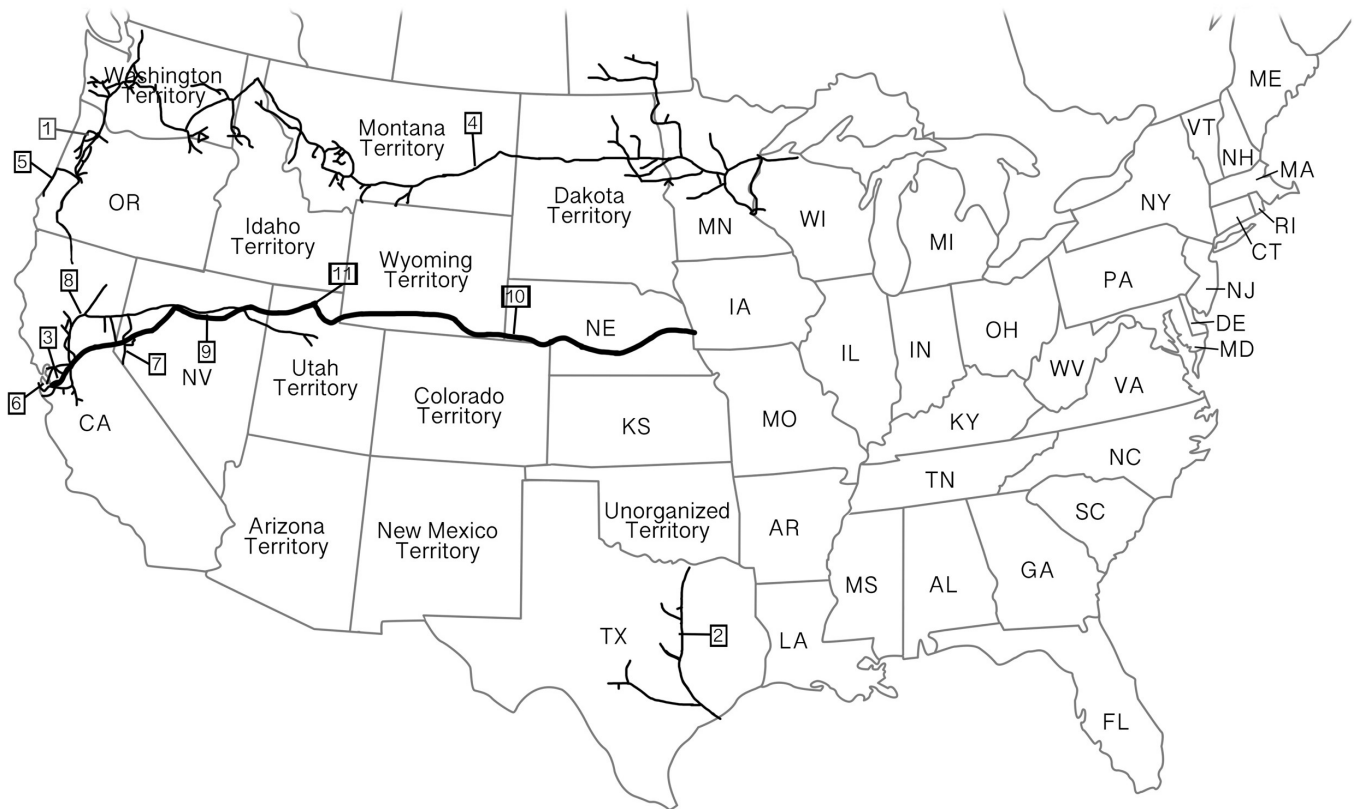 ME
Washington
Territory
VT
1
Montana
Territory
4
NH
MA
5
OR
Dakota
Territory
NY
RI
Idaho
Territory
MN
WI
MI
CT
Wyoming
Territory
11
PA
8
10
NJ
IA
DE
NE
OH
MD
3
9
7
NV
Utah
Territory
IL
IN
WV
VA
6
CA
Colorado
Territory
KS
MO
KY
NC
TN
Unorganized
Territory
SC
Arizona
Territory
New Mexico
Territory
AR
GA
MS
AL
TX
2
LA
FL